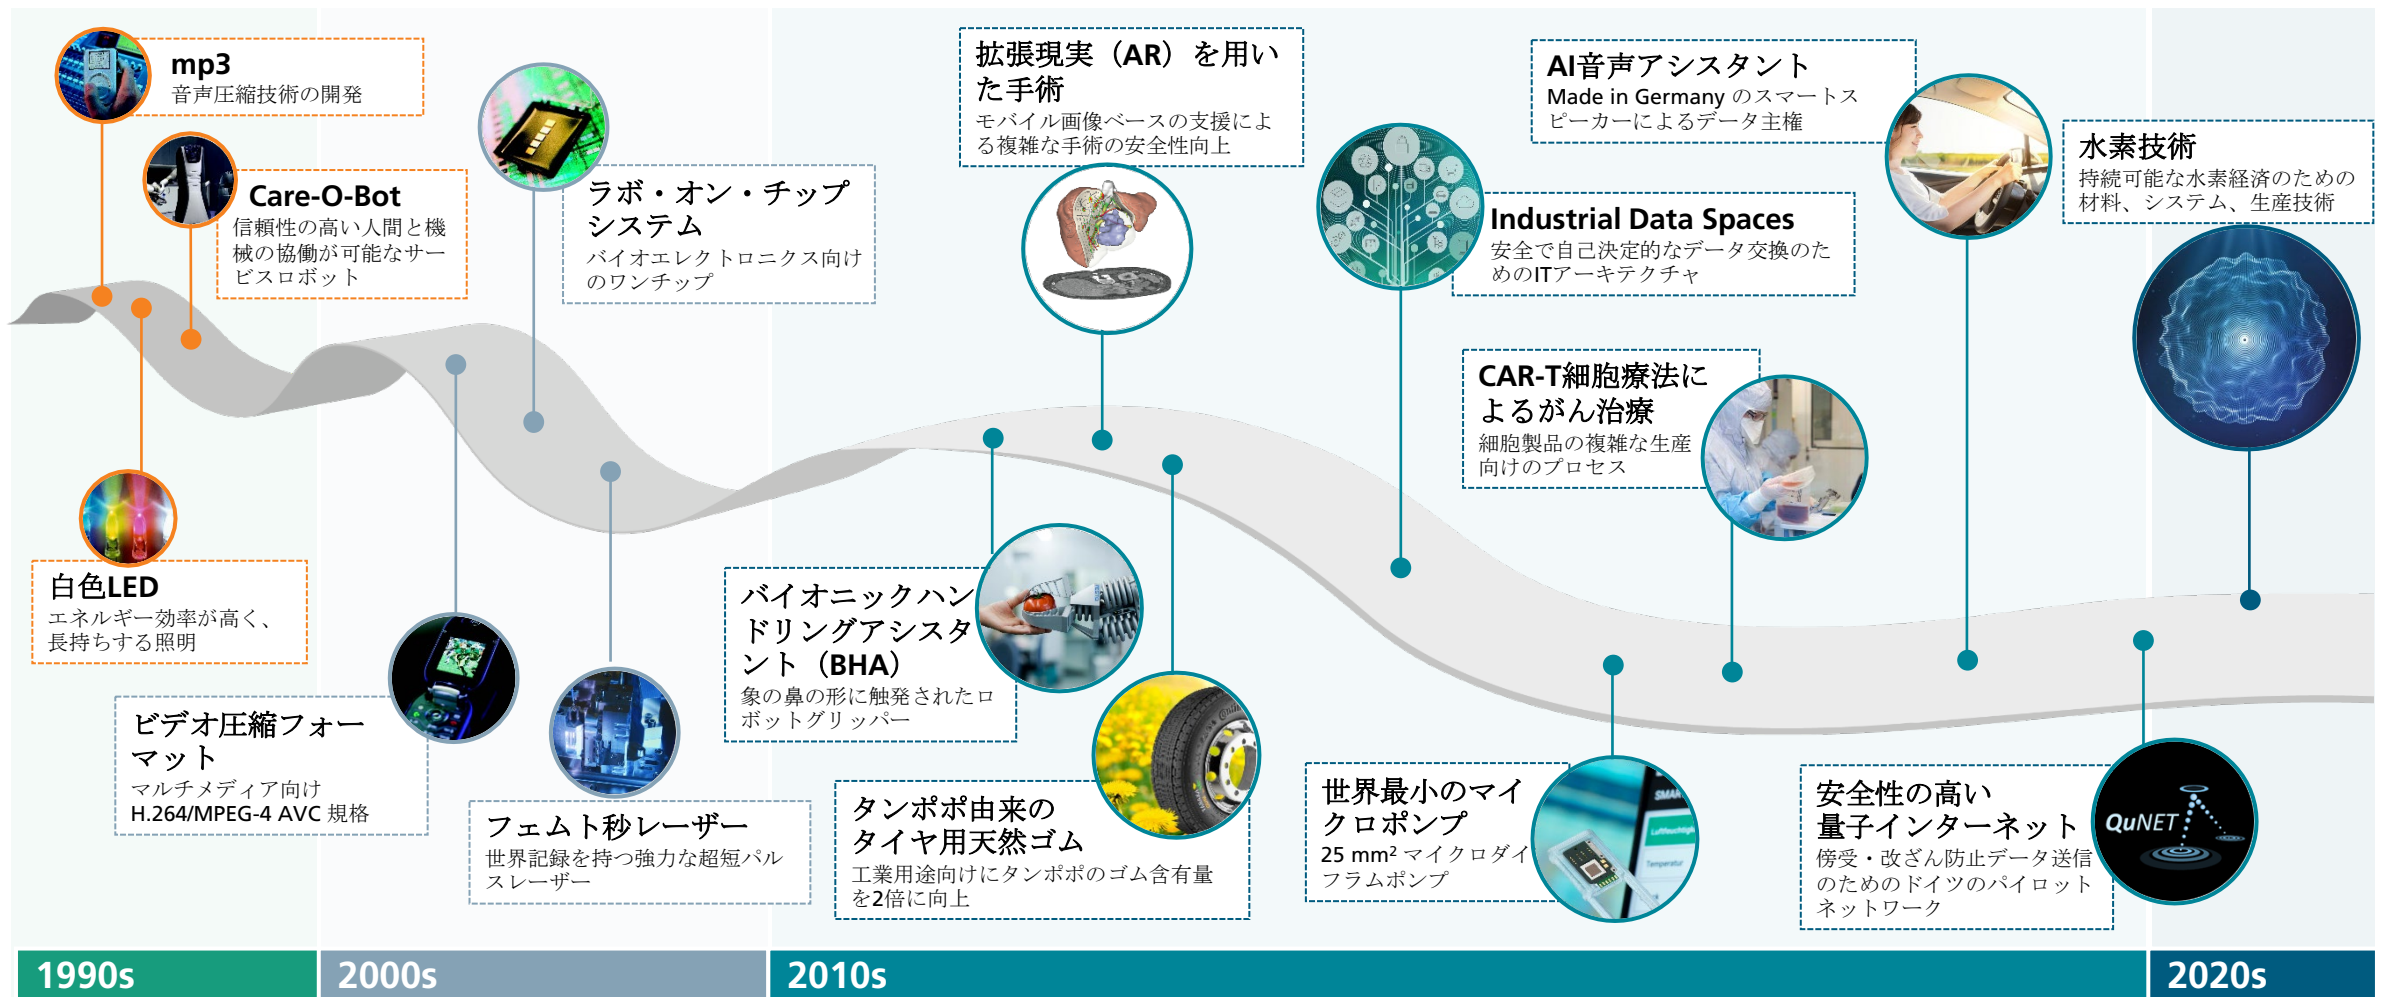 mp3
音声圧縮技術の開発
Care-O-Bot
信頼性の高い人間と機
械の協働が可能なサー
ビスロボット
白色LED
エネルギー効率が高く、
長持ちする照明
ビデオ圧縮フォー
マット
マルチメディア向け
H.264/MPEG-4 AVC 規格
ラボ・オン・チップ
システム
バイオエレクトロニクス向け
のワンチップ
フェムト秒レーザー
世界記録を持つ強力な超短パル
スレーザー
拡張現実（AR）を用い
た手術
モバイル画像ベースの支援によ
る複雑な手術の安全性向上
バイオニックハン
ドリングアシスタ
ント（BHA）
象の鼻の形に触発されたロ
ボットグリッパー
タンポポ由来の
タイヤ用天然ゴム
工業用途向けにタンポポのゴム含有量
を2倍に向上
Industrial Data Spaces
安全で自己決定的なデータ交換のた
めのITアーキテクチャ
CAR-T細胞療法に
よるがん治療
細胞製品の複雑な生産
向けのプロセス
世界最小のマイ
クロポンプ
25 mm² マイクロダイ
フラムポンプ
SMAR
Luftfeuchtigk
Temperatur
AI音声アシスタント
Made in Germany のスマートス
ピーカーによるデータ主権
安全性の高い
量子インターネット
傍受・改ざん防止データ送信
のためのドイツのパイロット
ネットワーク
QuNET
水素技術
持続可能な水素経済のための
材料、システム、生産技術
1990s
2000s
2010s
2020s